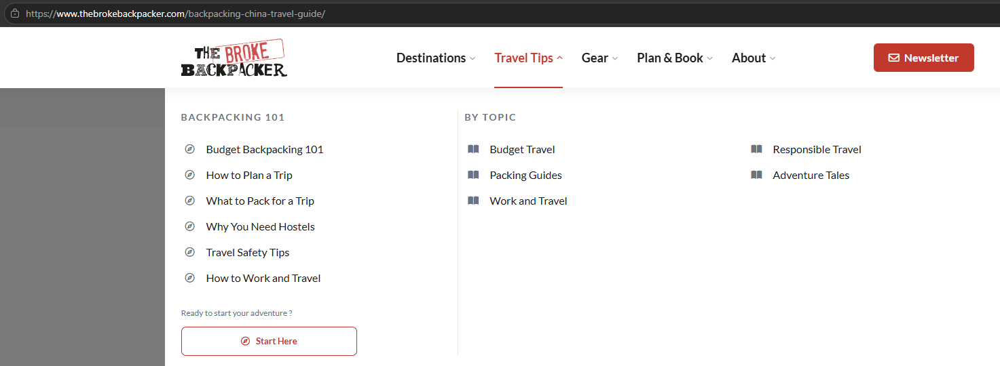 https://www.thebrokebackpacker.com/backpacking-china-travel-guide/
THE BROKE
BACKPACKER
Destinations
Travel Tips
Gear
Plan & Book
About
Newsletter
BACKPACKING 101
Budget Backpacking 101
How to Plan a Trip
What to Pack for a Trip
Why You Need Hostels
Travel Safety Tips
How to Work and Travel
Ready to start your adventure ?
Start Here
BY TOPIC
Budget Travel
Packing Guides
Work and Travel
Responsible Travel
Adventure Tales